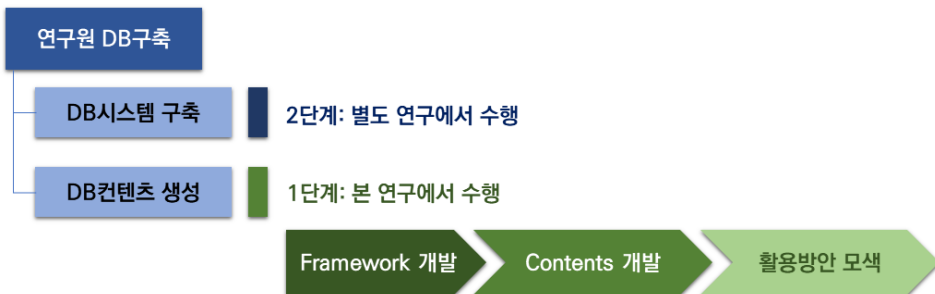 연구원 DB구축
DB시스템 구축
2단계: 별도 연구에서 수행
DB컨텐츠 생성
1단계: 본 연구에서 수행
Framework 개발
Contents 개발
활용방안 모색